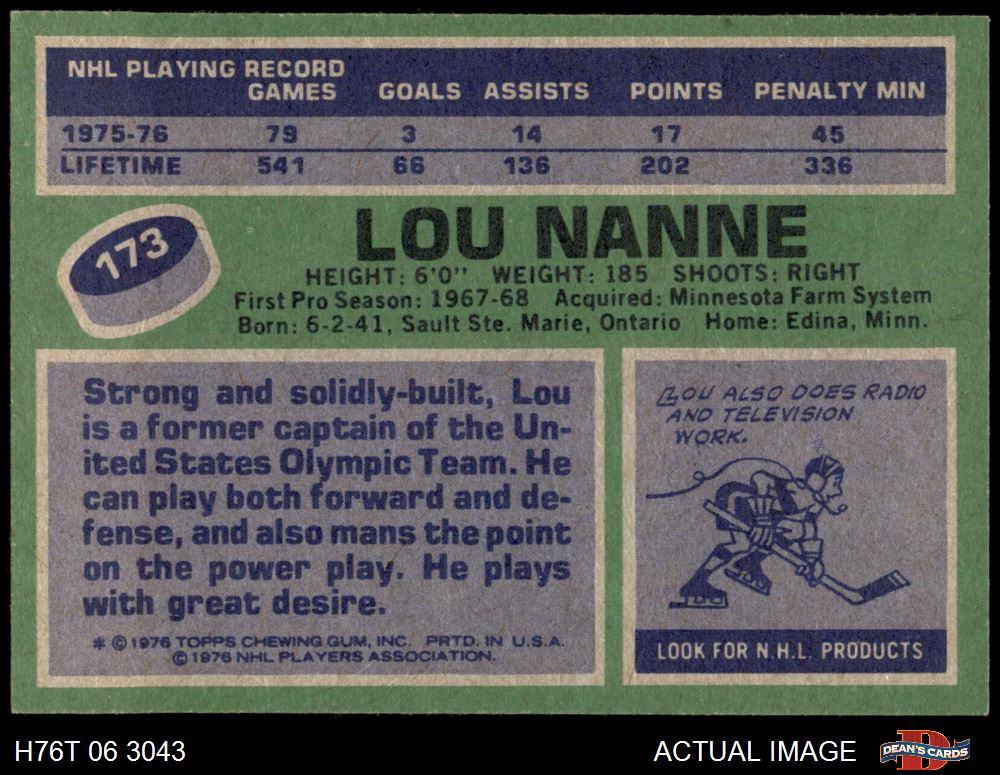 NHL PLAYING RECORD
GAMES GOALS ASSISTS POINTS PENALTY MIN
1975-76 79 3 14 17 45
LIFETIME 541 66 136 202 336
173
LOU NANNE
HEIGHT: 6'0" WEIGHT: 185 SHOOTS: RIGHT
First Pro Season: 1967-68 Acquired: Minnesota Farm System
Born: 6-2-41, Sault Ste. Marie, Ontario Home: Edina, Minn.
Strong and solidly-built, Lou
is a former captain of the Un-
ited States Olympic Team. He
can play both forward and de-
fense, and also mans the point
on the power play. He plays
with great desire.
* © 1976 TOPPS CHEWING GUM, INC. PRTD. IN U.S.A.
© 1976 NHL PLAYERS ASSOCIATION.
LOU ALSO DOES RADIO
AND TELEVISION
WORK.
LOOK FOR N.H.L. PRODUCTS
H76T 06 3043
ACTUAL IMAGE
D
DEAN'S CARDS